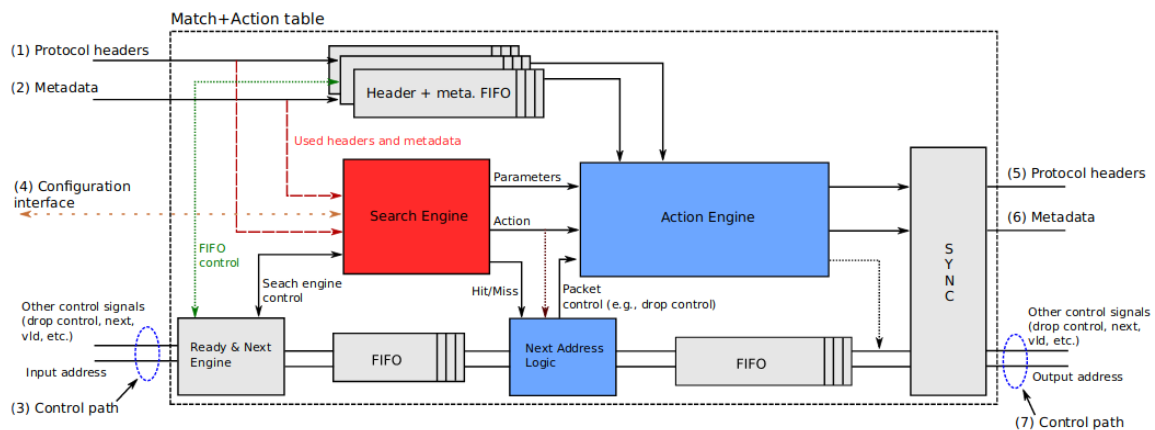 Match+Action table
(1) Protocol headers
(2) Metadata
Header + meta. FIFO
Used headers and metadata
(4) Configuration
interface
Search Engine
Parameters
Action
Action Engine
(5) Protocol headers
(6) Metadata
S
Y
N
C
FIFO
control
Seach engine
control
Hit/Miss
Packet
control (e.g., drop control)
Other control signals
(drop control, next,
vld, etc.)
Input address
Ready & Next
Engine
FIFO
Next Address
Logic
FIFO
Other control signals
(drop control, next,
vld, etc.)
Output address
(3) Control path
(7) Control path